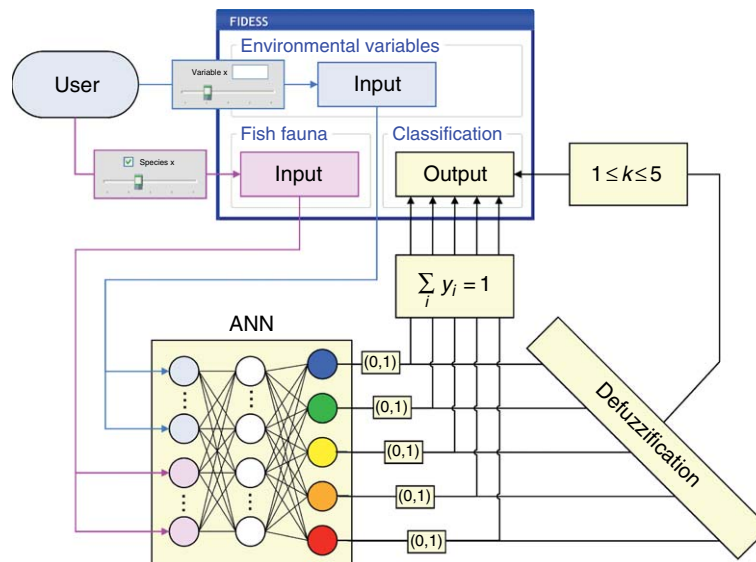 FIDESS
Environmental variables
User
Variable x
Input
Fish fauna
Classification
Species x
Input
Output
1 ≤ k ≤ 5
∑ i y_i = 1
ANN
(0,1)
(0,1)
(0,1)
(0,1)
(0,1)
Defuzzification